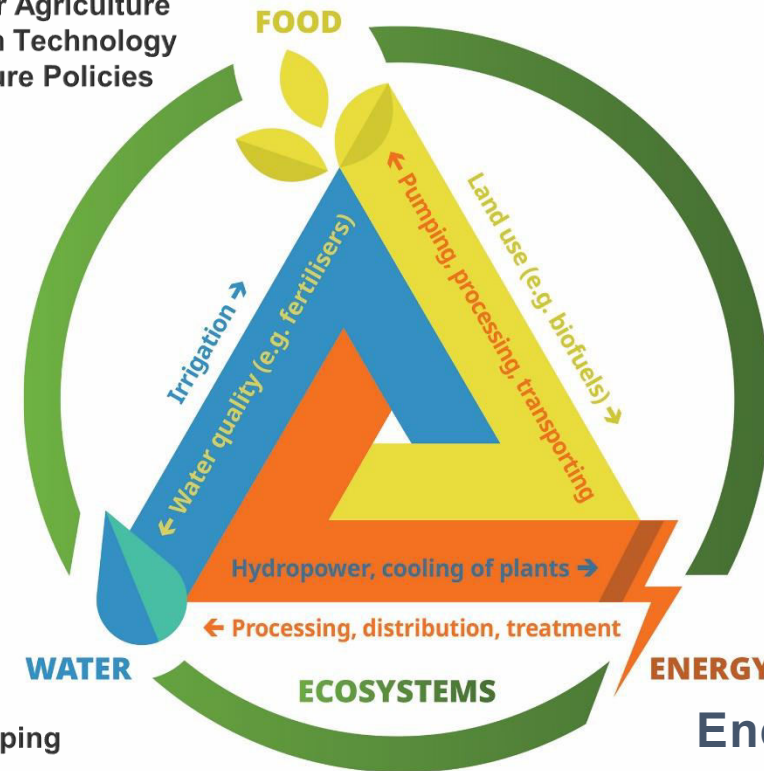 r Agriculture
n Technology
ure Policies
FOOD
Irrigation →
← Water quality (e.g. fertilisers)
← Pumping, processing, transporting
Land use (e.g. biofuels) →
Hydropower, cooling of plants →
← Processing, distribution, treatment
WATER
ENERGY
ECOSYSTEMS
ping
Ene